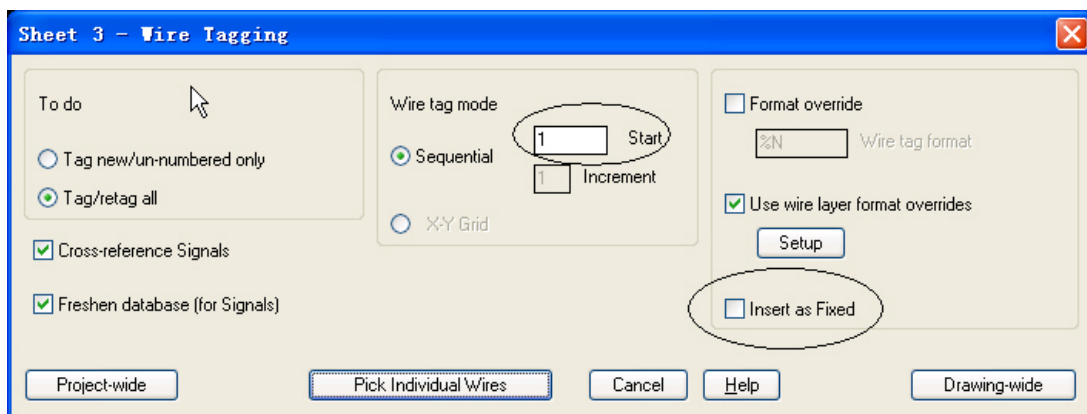 Sheet 3 - Wire Tagging
To do
Tag new/un-numbered only
Tag/retag all
Cross-reference Signals
Freshen database (for Signals)
Wire tag mode
Sequential
1 Start
1 Increment
X-Y Grid
Format override
%N Wire tag format
Use wire layer format overrides
Setup
Insert as Fixed
Project-wide Pick Individual Wires Cancel Help Drawing-wide